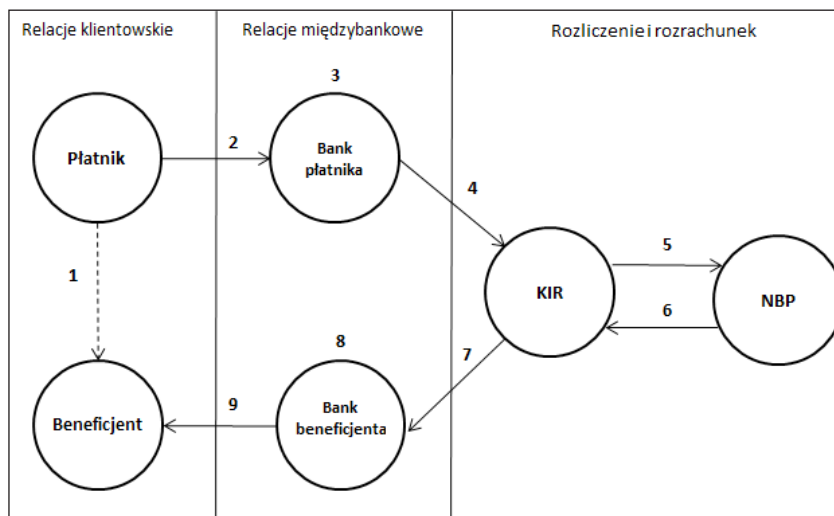 Relacje klientowskie
Relacje międzybankowe
Rozliczenie i rozrachunek
3
Płatnik
2
Bank
płatnika
4
1
5
KIR
NBP
6
8
7
Beneficjent
9
Bank
beneficjenta